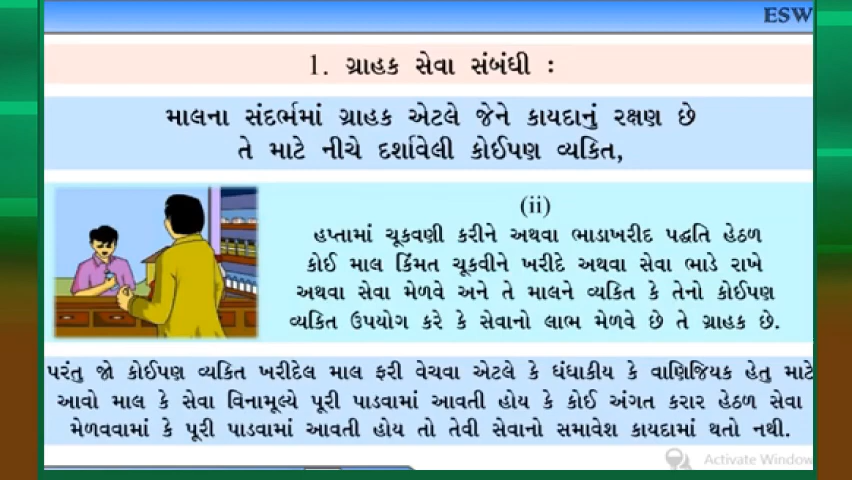 ESW
1. ગ્રાહક સેવા સંબંધી :
માલના સંદર્ભમાં ગ્રાહક એટલે જેને કાયદાનું રક્ષણ છે
તે માટે નીચે દર્શાવેલી કોઈપણ વ્યકિત,
(ii)
હપ્તામાં ચૂકવણી કરીને અથવા ભાડાખરીદ પદ્ધતિ હેઠળ
કોઈ માલ કિંમત ચૂકવીને ખરીદે અથવા સેવા ભાડે રાખે
અથવા સેવા મેળવે અને તે માલને વ્યકિત કે તેનો કોઈપણ
વ્યકિત ઉપયોગ કરે કે સેવાનો લાભ મેળવે છે તે ગ્રાહક છે.
પરંતુ જો કોઈપણ વ્યકિત ખરીદેલ માલ ફરી વેચવા એટલે કે ધંધાકીય કે વાણિજિયક હેતુ માટે
આવો માલ કે સેવા વિનામૂલ્યે પૂરી પાડવામાં આવતી હોય કે કોઈ અંગત કરાર હેઠળ સેવા
મેળવવામાં કે પૂરી પાડવામાં આવતી હોય તો તેવી સેવાનો સમાવેશ કાયદામાં થતો નથી.
Activate Window